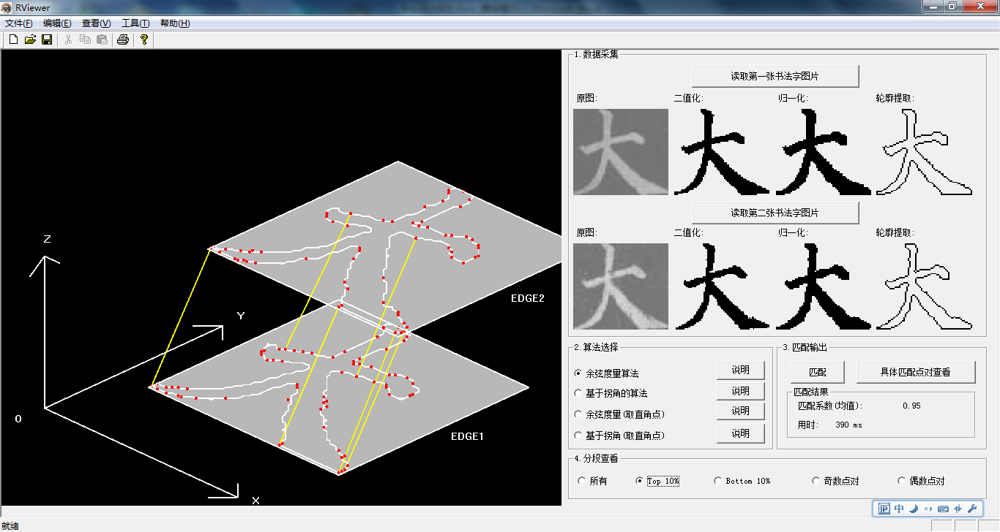 RViewer
文件(F) 编辑(E) 查看(V) 工具(T) 帮助(H)
1.数据采集
读取第一张书法字图片
原图: 二值化: 归一化: 轮廓提取:
大 大 大 大
读取第二张书法字图片
原图: 二值化: 归一化: 轮廓提取:
大 大 大 大
Z
Y
O
X
EDGE2
EDGE1
2.算法选择
余弦度量算法 说明
基于拐角的算法 说明
余弦度量(取直角点) 说明
基于拐角(取直角点) 说明
3.匹配输出
匹配 具体匹配点对查看
匹配结果
匹配系数(均值): 0.95
用时: 390 ms
4.分段查看
所有 Top 10% Bottom 10% 奇数点对 偶数点对
中
就绪